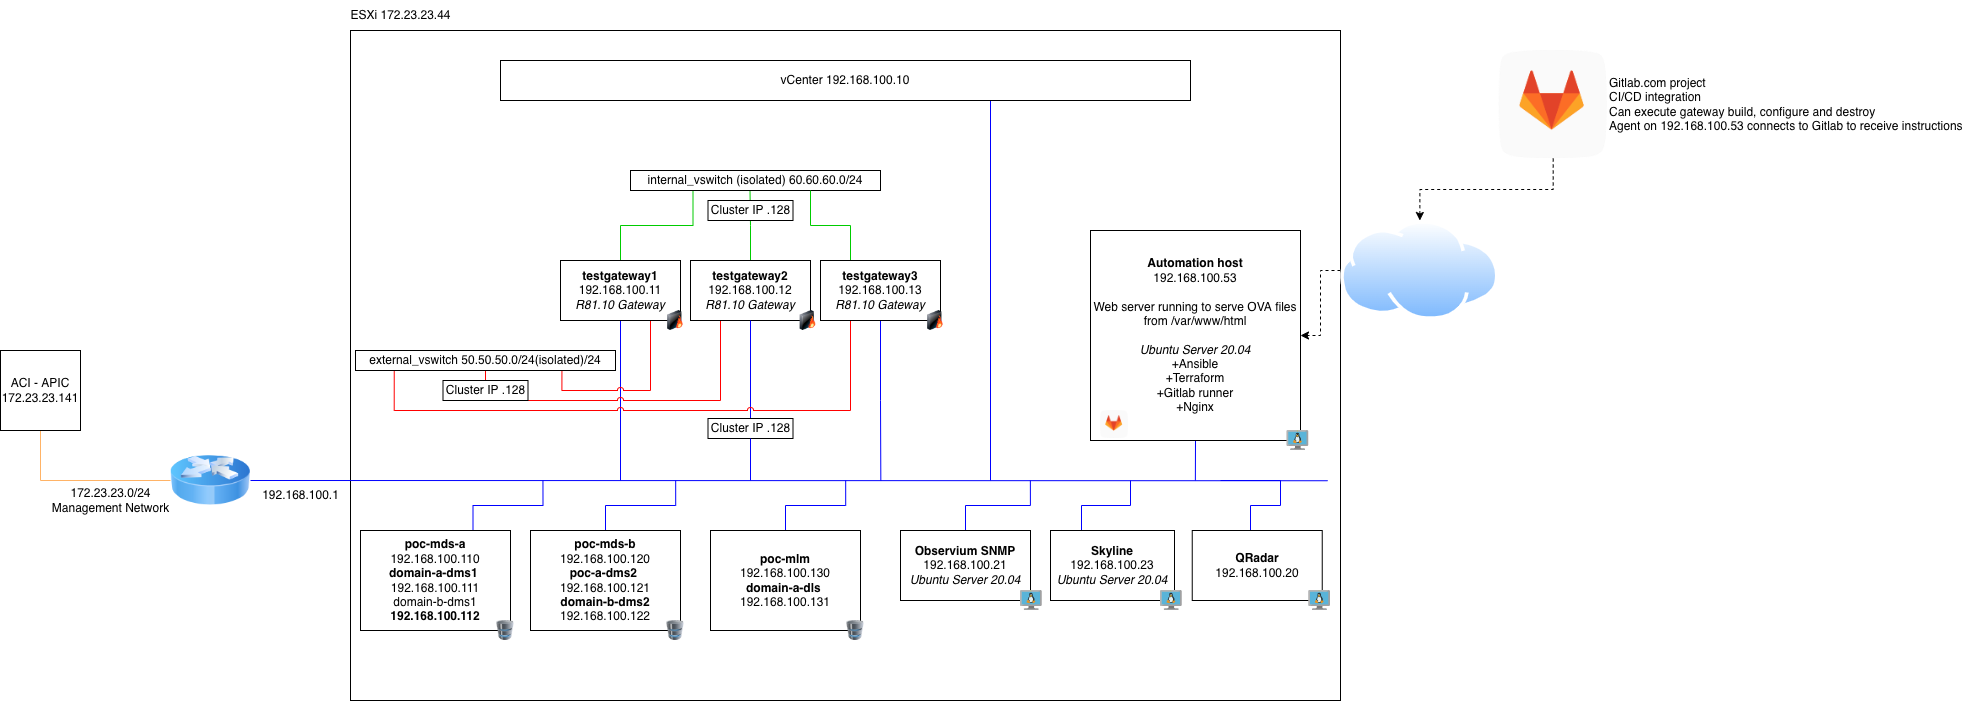 ESXi 172.23.23.44
vCenter 192.168.100.10
Gitlab.com project
CI/CD integration
Can execute gateway build, configure and destroy
Agent on 192.168.100.53 connects to Gitlab to receive instructions
internal_vswitch (isolated) 60.60.60.0/24
Cluster IP .128
testgateway1
192.168.100.11
R81.10 Gateway
testgateway2
192.168.100.12
R81.10 Gateway
testgateway3
192.168.100.13
R81.10 Gateway
Automation host
192.168.100.53
Web server running to serve OVA files
from /var/www/html
Ubuntu Server 20.04
+Ansible
+Terraform
+Gitlab runner
+Nginx
external_vswitch 50.50.50.0/24(isolated)/24
Cluster IP .128
Cluster IP .128
ACI - APIC
172.23.23.141
172.23.23.0/24
Management Network
192.168.100.1
poc-mds-a
192.168.100.110
domain-a-dms1
192.168.100.111
domain-b-dms1
192.168.100.112
poc-mds-b
192.168.100.120
poc-a-dms2
192.168.100.121
domain-b-dms2
192.168.100.122
poc-mlm
192.168.100.130
domain-a-dls
192.168.100.131
Observium SNMP
192.168.100.21
Ubuntu Server 20.04
Skyline
192.168.100.23
Ubuntu Server 20.04
QRadar
192.168.100.20